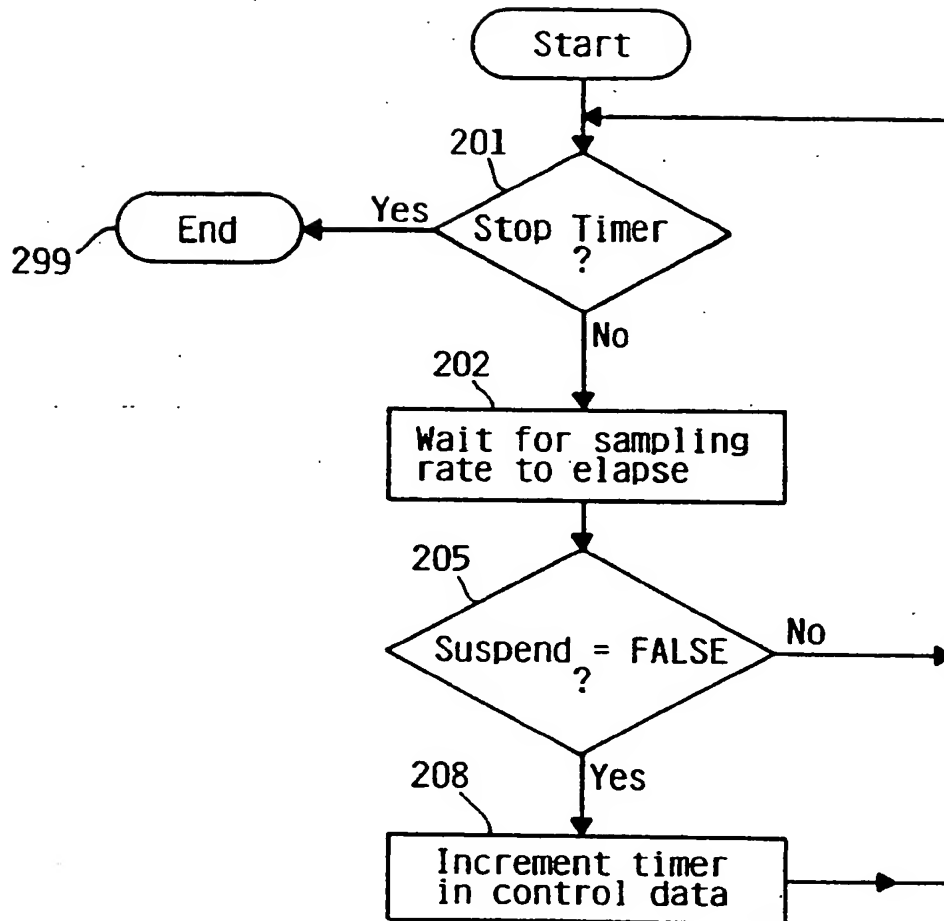 Start
201
Yes
Stop Timer
?
End
299
No
202
Wait for sampling
rate to elapse
205
Suspend = FALSE
?
No
Yes
208
Increment timer
in control data